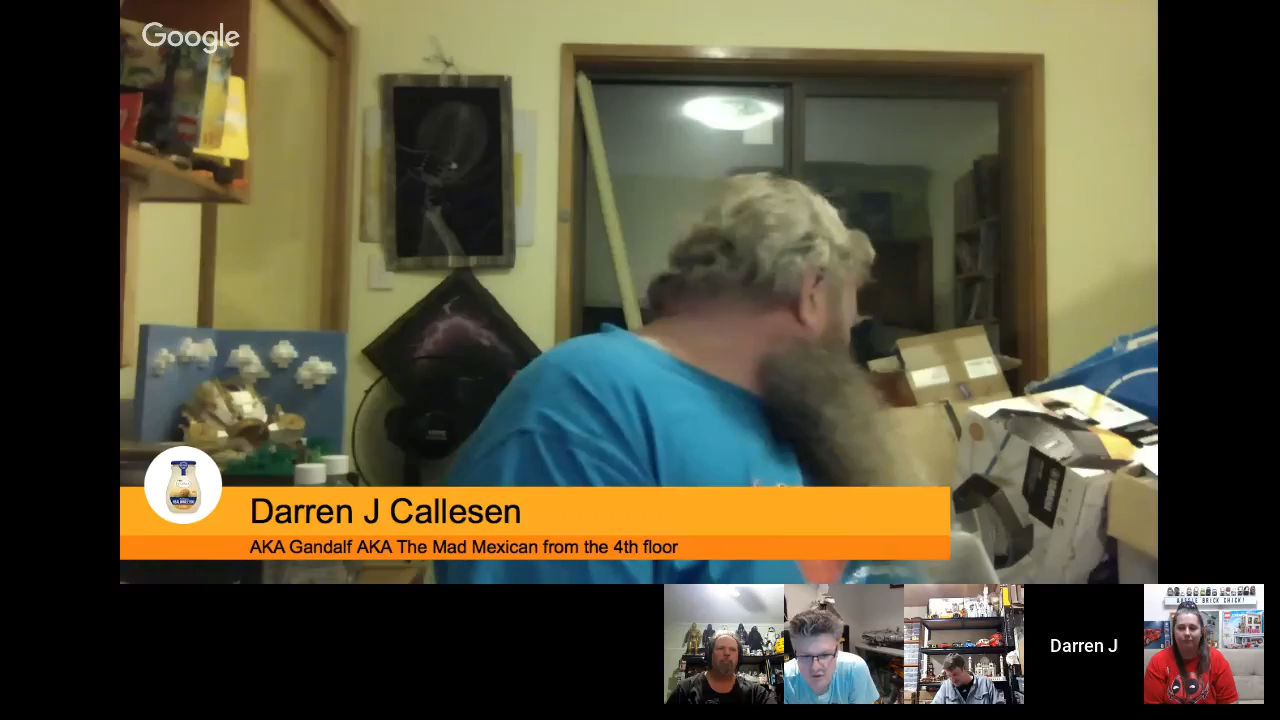 Google
Darren J Callesen
AKA Gandalf AKA The Mad Mexican from the 4th floor
Darren J